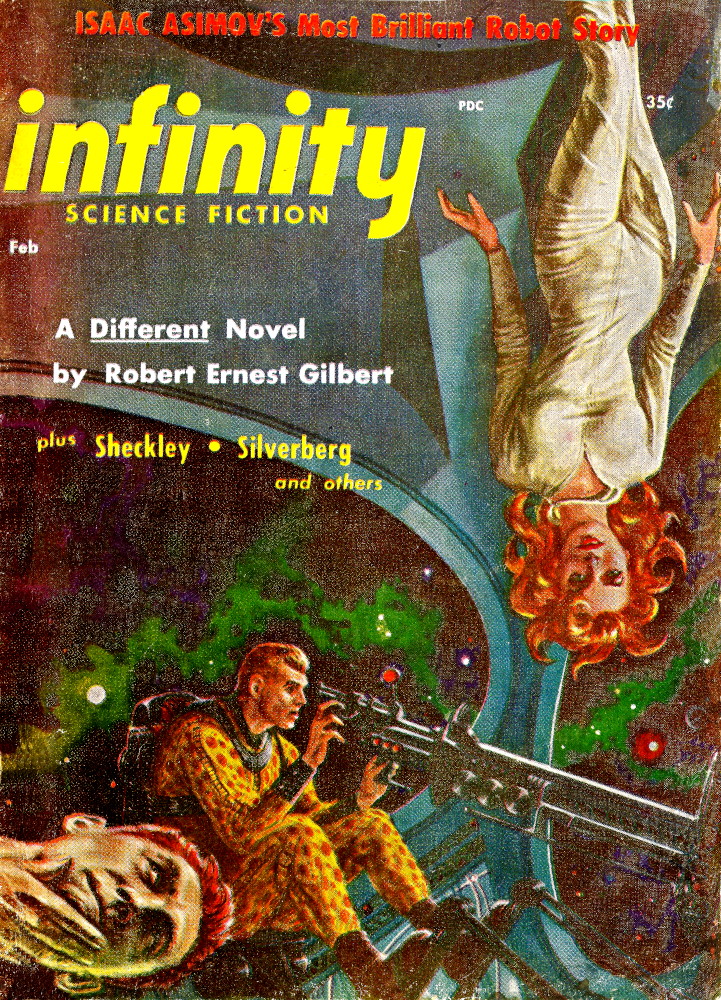 ISAAC ASIMOV'S Most Brilliant Robot Story
infinity
PDC
35¢
SCIENCE FICTION
Feb
A Different Novel
by Robert Ernest Gilbert
plus Sheckley • Silverberg
and others